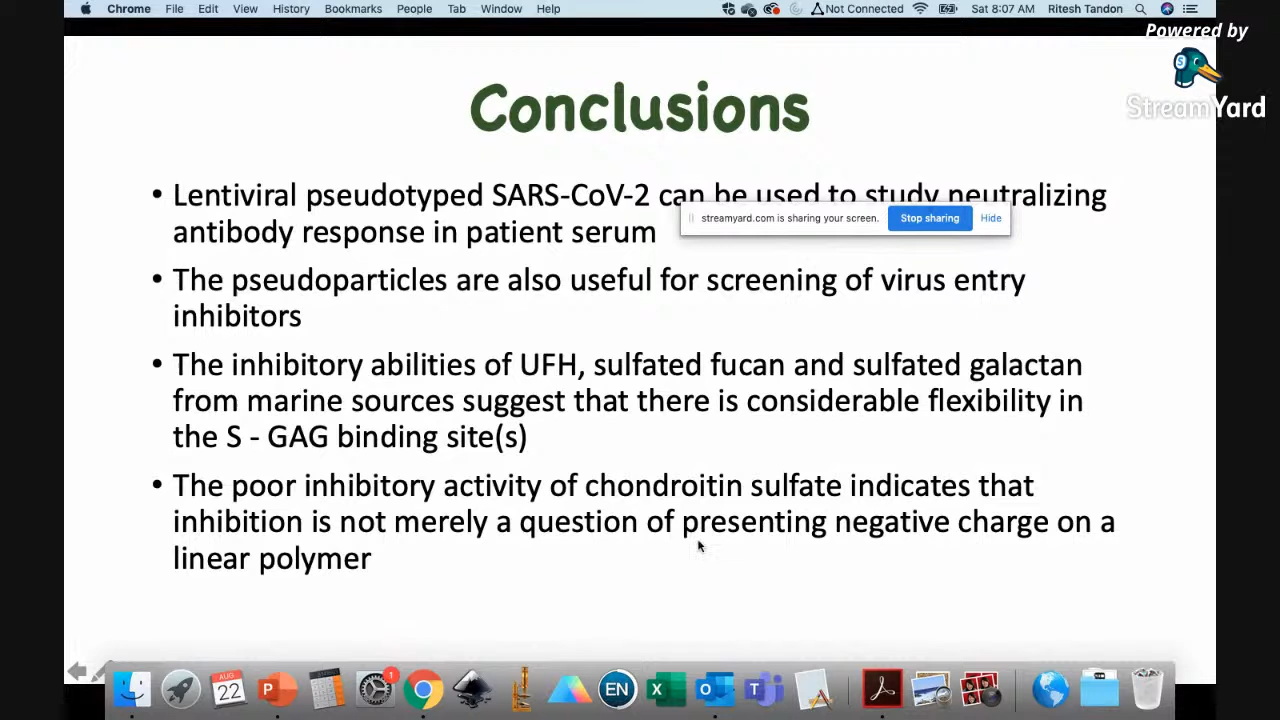 Chrome File Edit View History Bookmarks People Tab Window Help Not Connected Sat 8:07 AM Ritesh Tandon
Powered by
StreamYard
Conclusions
• Lentiviral pseudotyped SARS-CoV-2 can be used to study neutralizing
antibody response in patient serum
streamyard.com is sharing your screen. Stop sharing Hide
• The pseudoparticles are also useful for screening of virus entry
inhibitors
• The inhibitory abilities of UFH, sulfated fucan and sulfated galactan
from marine sources suggest that there is considerable flexibility in
the S - GAG binding site(s)
• The poor inhibitory activity of chondroitin sulfate indicates that
inhibition is not merely a question of presenting negative charge on a
linear polymer
AUG
22
P
1
EN
X
O
T